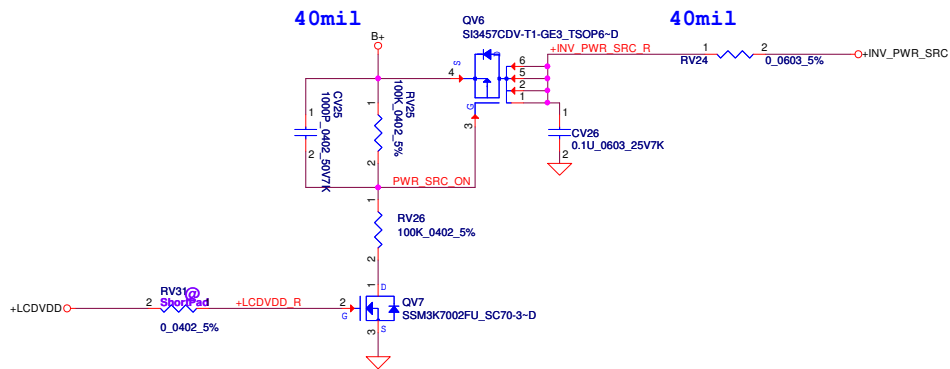 40mil
40mil
QV6
SI3457CDV-T1-GE3_TSOP6~D
B+
+INV_PWR_SRC_R
1
2
+INV_PWR_SRC
RV24
0_0603_5%
S
4
D
6
5
2
1
G
3
1
CV25
1000P_0402_50V7K
2
1
RV25
100K_0402_5%
2
1
CV26
0.1U_0603_25V7K
2
PWR_SRC_ON
1
RV26
100K_0402_5%
2
RV31
@
ShortPad
+LCDVDD
2
1
+LCDVDD_R
0_0402_5%
1
D
2
G
QV7
SSM3K7002FU_SC70-3~D
3
S